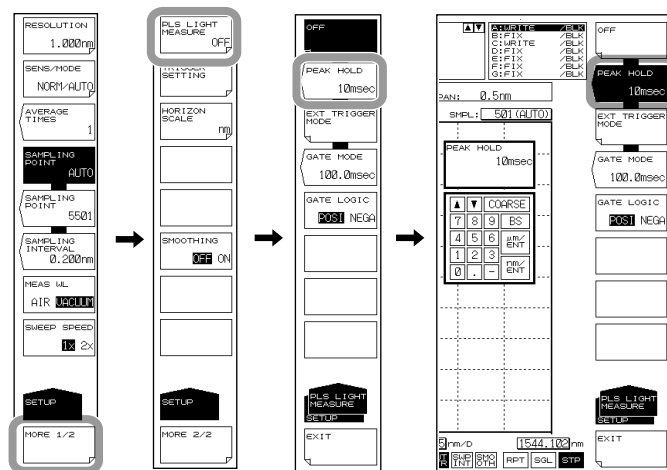 RESOLUTION
1.000nm
SENS/MODE
NORM/AUTO
AVERAGE
TIMES
1
SAMPLING
POINT
AUTO
SAMPLING
POINT
5501
SAMPLING
INTERVAL
0.200nm
MEAS WL
AIR VACUUM
SWEEP SPEED
1x 2x
SETUP
MORE 1/2
PLS LIGHT
MEASURE
OFF
TRIGGER
SETTING
HORIZON
SCALE
nm
SMOOTHING
OFF ON
SETUP
MORE 2/2
OFF
PEAK HOLD
10msec
EXT TRIGGER
MODE
GATE MODE
100.0msec
GATE LOGIC
POSI NEGA
PLS LIGHT
MEASURE
SETUP
EXIT
▲ ▼
A:WRITE /BLK
B:FIX /BLK
C:WRITE /BLK
D:FIX /BLK
E:FIX /BLK
F:FIX /BLK
G:FIX /BLK
PAN: 0.5nm
SMPL: 501(AUTO)
PEAK HOLD
10msec
▲ ▼ COARSE
7 8 9 BS
4 5 6 µm/ENT
1 2 3
0 . - nm/ENT
5nm/D 1544.102nm
TR SWP INT SMOOTH RPT SGL STP
OFF
PEAK HOLD
10msec
EXT TRIGGER
MODE
GATE MODE
100.0msec
GATE LOGIC
POSI NEGA
PLS LIGHT
MEASURE
SETUP
EXIT